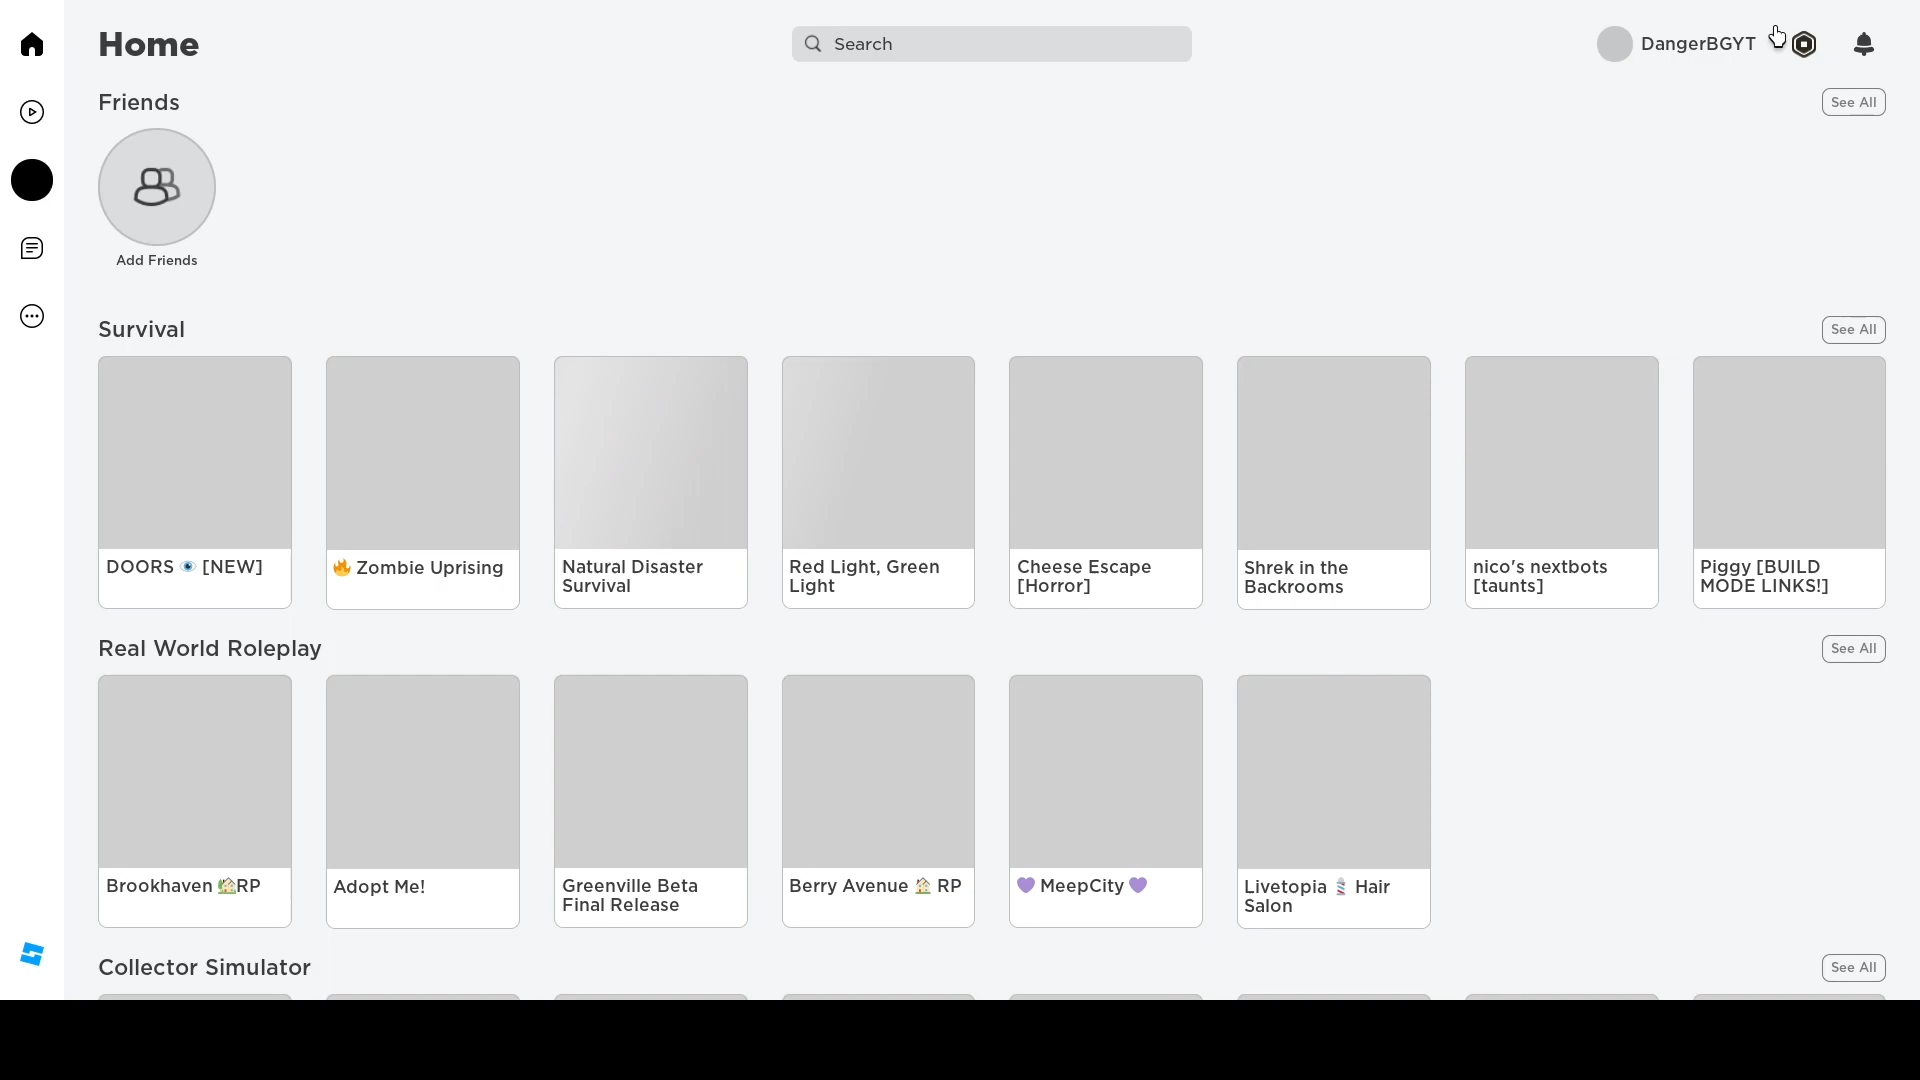 Home
Search
DangerBGYT
Friends
See All
Add Friends
Survival
See All
DOORS 👁 [NEW]
🔥 Zombie Uprising
Natural Disaster
Survival
Red Light, Green
Light
Cheese Escape
[Horror]
Shrek in the
Backrooms
nico's nextbots
[taunts]
Piggy [BUILD
MODE LINKS!]
Real World Roleplay
See All
Brookhaven 🏡RP
Adopt Me!
Greenville Beta
Final Release
Berry Avenue 🏠 RP
💜 MeepCity 💜
Livetopia 💈 Hair
Salon
Collector Simulator
See All